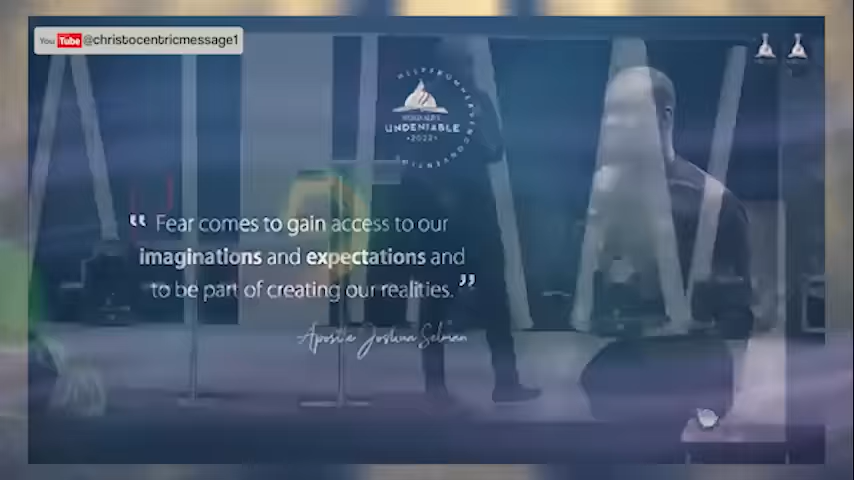 You Tube @christocentricmessage1
UNDENIABLE
•2022•
“ Fear comes to gain access to our
imaginations and expectations and
to be part of creating our realities. ”
Apostle Joshua Selman